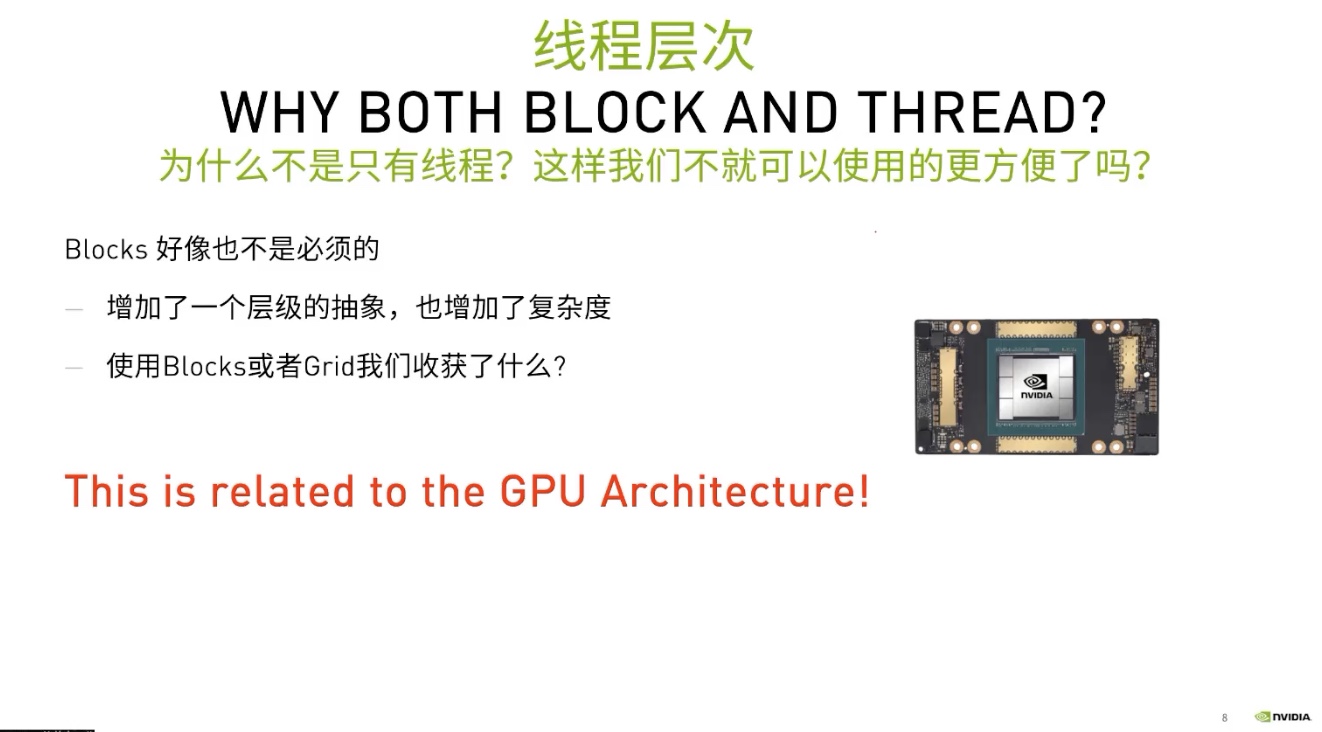 线程层次
WHY BOTH BLOCK AND THREAD?
为什么不是只有线程？这样我们不就可以使用的更方便了吗？
Blocks 好像也不是必须的
— 增加了一个层级的抽象，也增加了复杂度
— 使用Blocks或者Grid我们收获了什么？
NVIDIA
This is related to the GPU Architecture!
8
NVIDIA